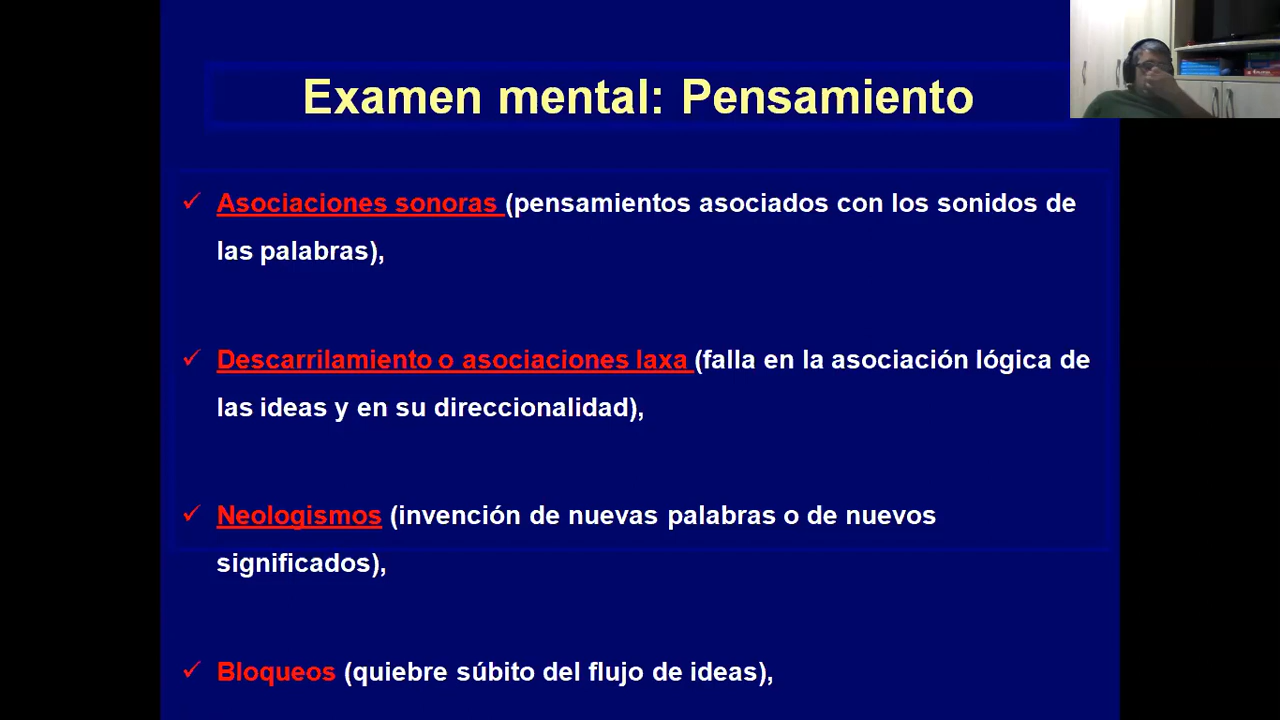 Examen mental: Pensamiento
✓ Asociaciones sonoras (pensamientos asociados con los sonidos de
las palabras),
✓ Descarrilamiento o asociaciones laxa (falla en la asociación lógica de
las ideas y en su direccionalidad),
✓ Neologismos (invención de nuevas palabras o de nuevos
significados),
✓ Bloqueos (quiebre súbito del flujo de ideas),